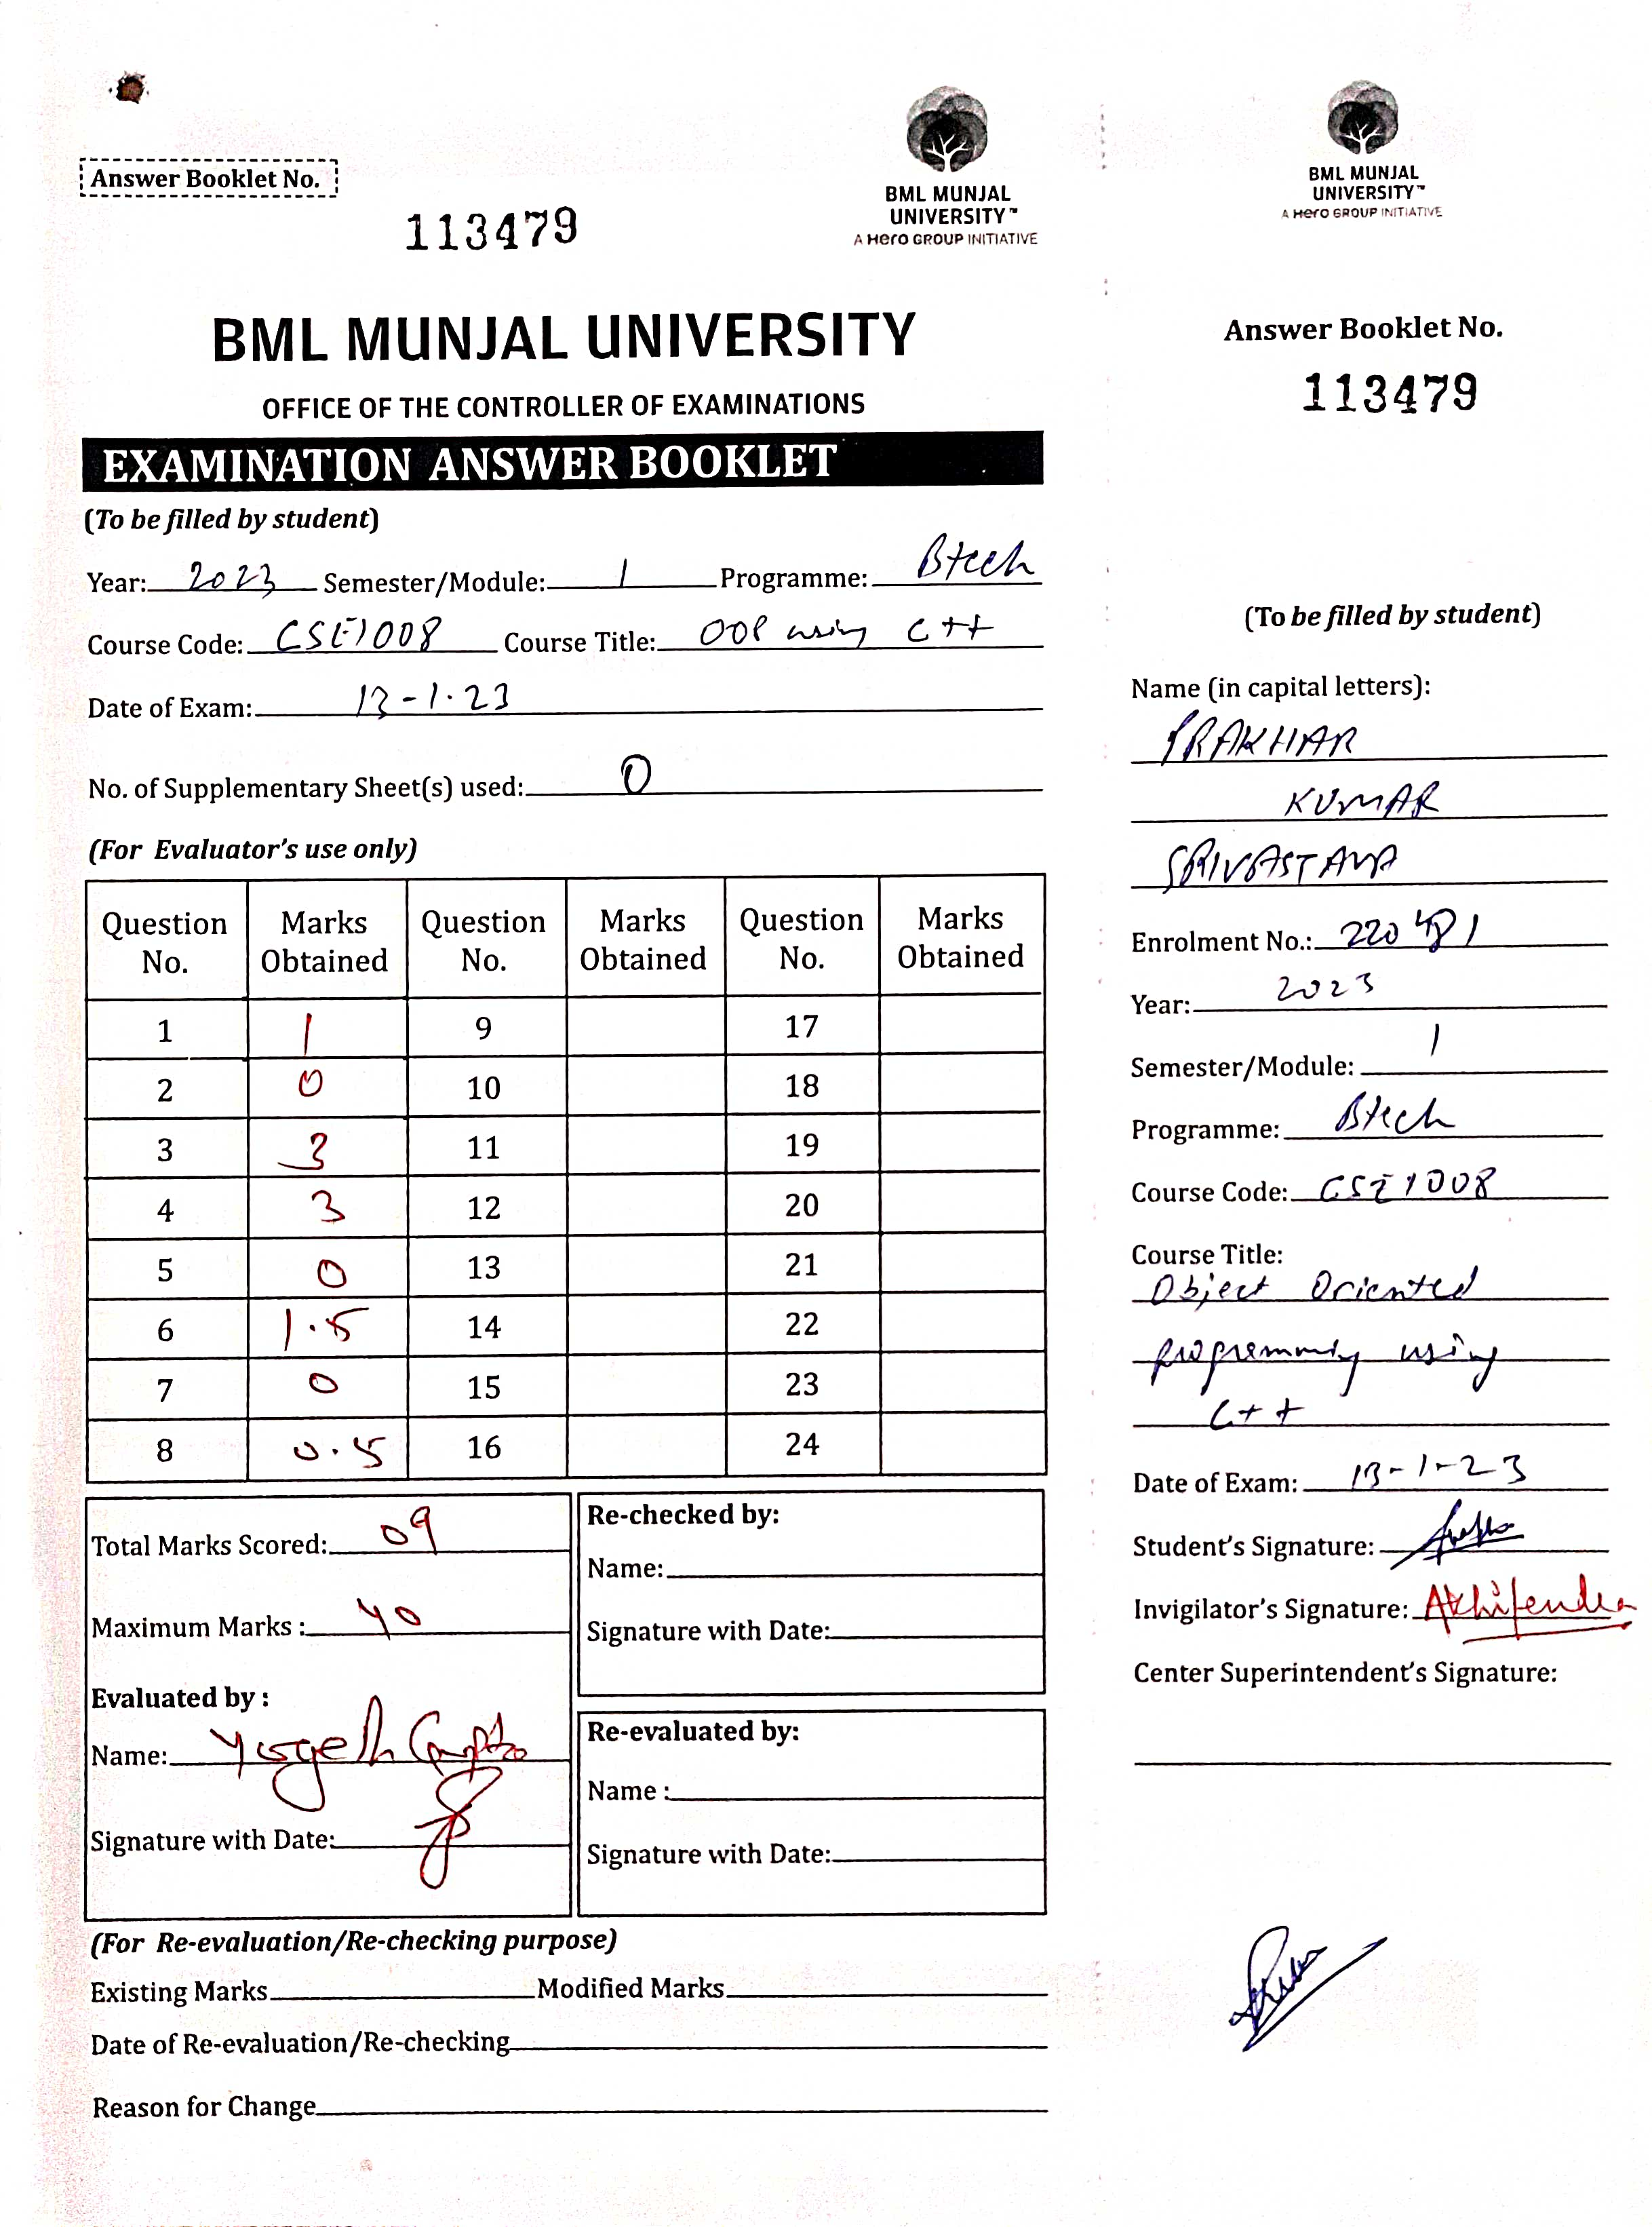 Answer Booklet No.
113479
BML MUNJAL
UNIVERSITY™
A Hero GROUP INITIATIVE
BML MUNJAL UNIVERSITY
OFFICE OF THE CONTROLLER OF EXAMINATIONS
EXAMINATION ANSWER BOOKLET
(To be filled by student)
Year: 2023 Semester/Module: 1 Programme: Btech
Course Code: CSE1008 Course Title: OOP using C++
Date of Exam: 13-1.23
No. of Supplementary Sheet(s) used: 0
(For Evaluator's use only)
Question No. Marks Obtained Question No. Marks Obtained Question No. Marks Obtained
1 1 9 17
2 0 10 18
3 3 11 19
4 3 12 20
5 0 13 21
6 1.5 14 22
7 0 15 23
8 0.5 16 24
Total Marks Scored: 09
Maximum Marks : 40
Evaluated by :
Name: Yogesh Gupta
Signature with Date:
Re-checked by:
Name:
Signature with Date:
Re-evaluated by:
Name :
Signature with Date:
(For Re-evaluation/Re-checking purpose)
Existing Marks Modified Marks
Date of Re-evaluation/Re-checking
Reason for Change
BML MUNJAL
UNIVERSITY™
A Hero GROUP INITIATIVE
Answer Booklet No.
113479
(To be filled by student)
Name (in capital letters):
PRAKHAR
KUMAR
SRIVASTAVA
Enrolment No.: 220481
Year: 2023
Semester/Module: 1
Programme: Btech
Course Code: CSE1008
Course Title:
Object Oriented
programming using
C++
Date of Exam: 13-1-23
Student's Signature:
Invigilator's Signature:
Center Superintendent's Signature: